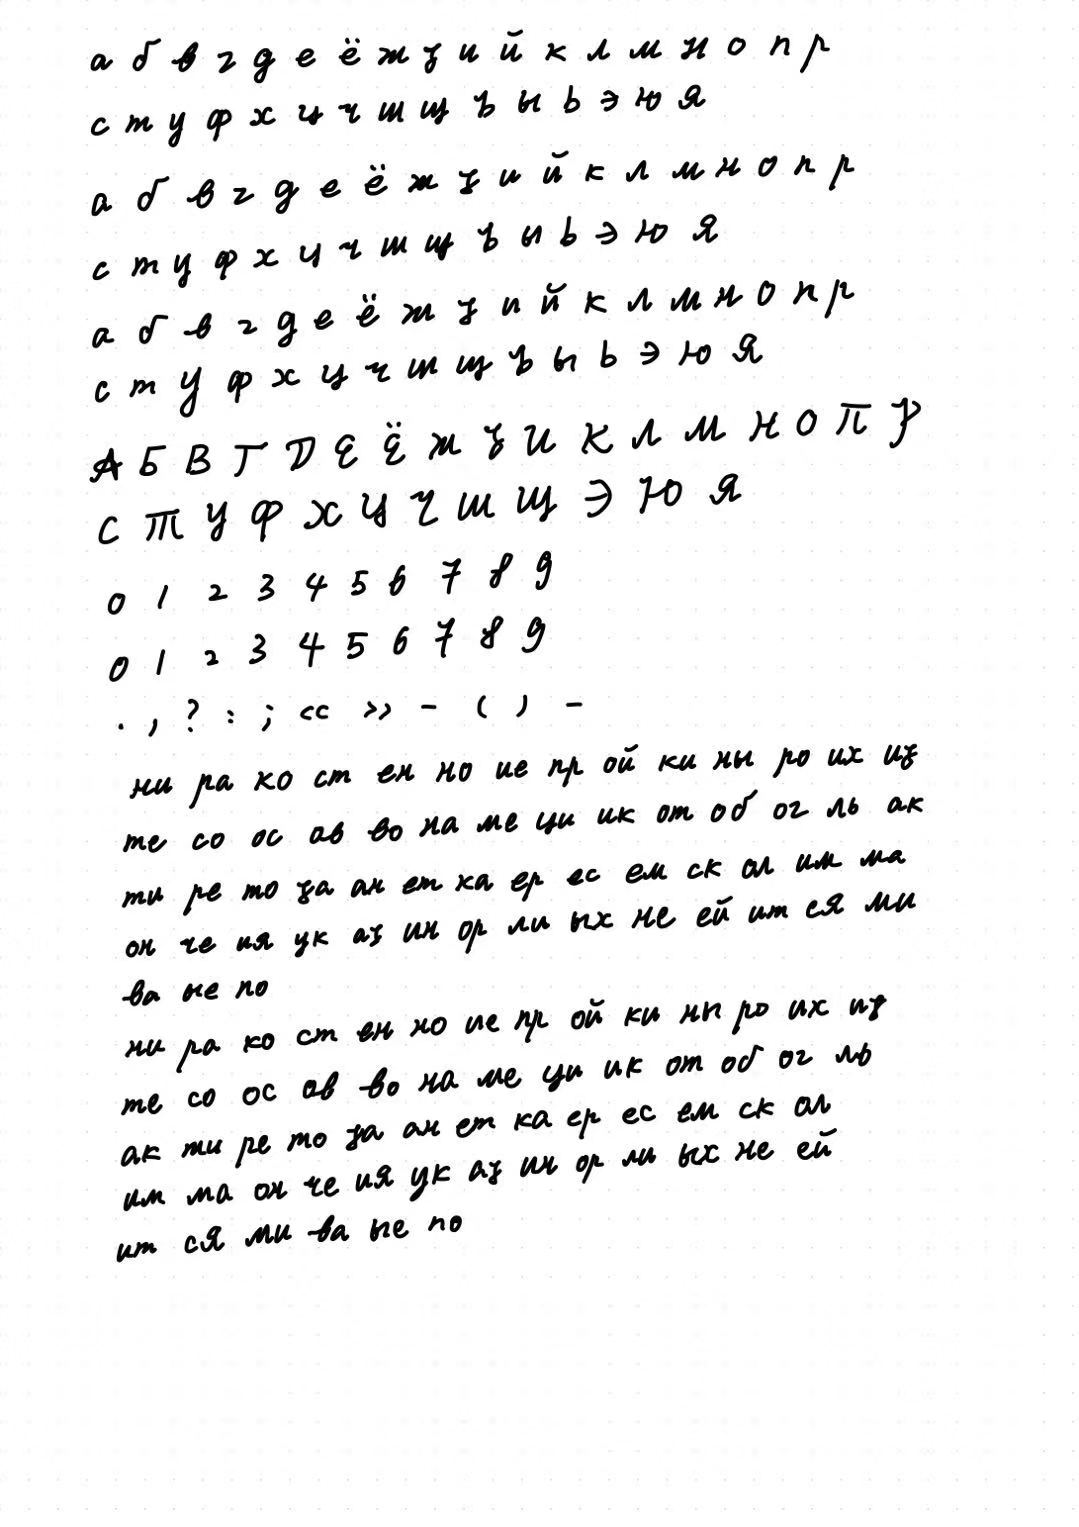 а б в г д е ё ж з и й к л м н о п р
с т у ф х ц ч ш щ ъ ы ь э ю я
а б в г д е ё ж з и й к л м н о п р
с т у ф х ц ч ш щ ъ ы ь э ю я
а б в г д е ё ж з и й к л м н о п р
с т у ф х ц ч ш щ ъ ы ь э ю я
А Б В Г Д Е Ё Ж З И К Л М Н О П Р
С Т У Ф Х Ц Ч Ш Щ Э Ю Я
0 1 2 3 4 5 6 7 8 9
0 1 2 3 4 5 6 7 8 9
. , ? : ; << >> - ( ) -
ни ра ко ст ен но ие пр ой ки ны ро их из
те со ос ав во на ме ци ик от об ог ль ак
ти ре то за ан ет ка ер ес ем ск ал им ма
он че ия ук аз ин ор ли ых не ей ит ся ми
ва ые по
ни ра ко ст ен но ие пр ой ки ны ро их из
те со ос ав во на ме ци ик от об ог ль
ак ти ре то за ан ет ка ер ес ем ск ал
им ма он че ия ук аз ин ор ли ых не ей
ит ся ми ва ые по